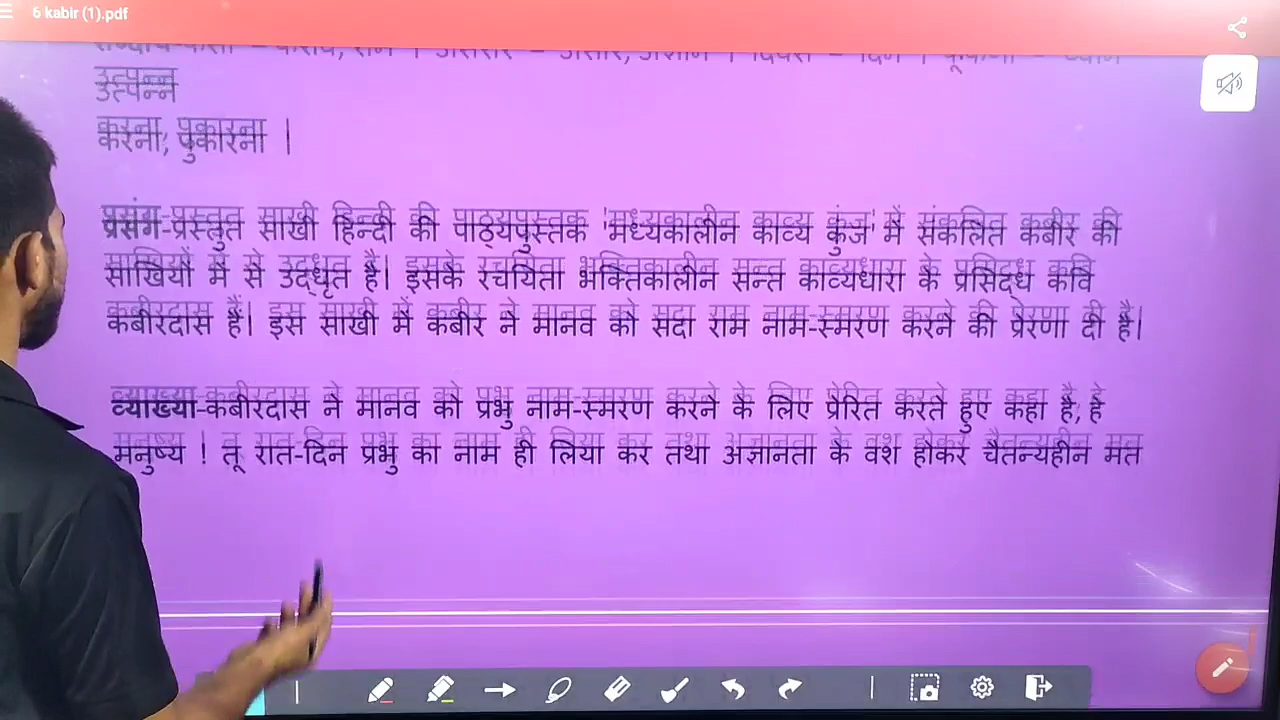 6 kabir (1).pdf
उत्पन्न
करना, पुकारना |
प्रसंग-प्रस्तुत साखी हिन्दी की पाठ्यपुस्तक 'मध्यकालीन काव्य कुंज' में संकलित कबीर की
साखियों में से उद्धृत है। इसके रचयिता भक्तिकालीन सन्त काव्यधारा के प्रसिद्ध कवि
कबीरदास हैं। इस साखी में कबीर ने मानव को सदा राम नाम-स्मरण करने की प्रेरणा दी है।
व्याख्या-कबीरदास ने मानव को प्रभु नाम-स्मरण करने के लिए प्रेरित करते हुए कहा है, हे
मनुष्य ! तू रात-दिन प्रभु का नाम ही लिया कर तथा अज्ञानता के वश होकर चैतन्यहीन मत